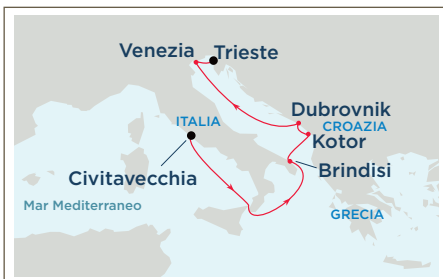 Venezia
Trieste
Dubrovnik
ITALIA
CROAZIA
Kotor
Civitavecchia
Brindisi
Mar Mediterraneo
GRECIA